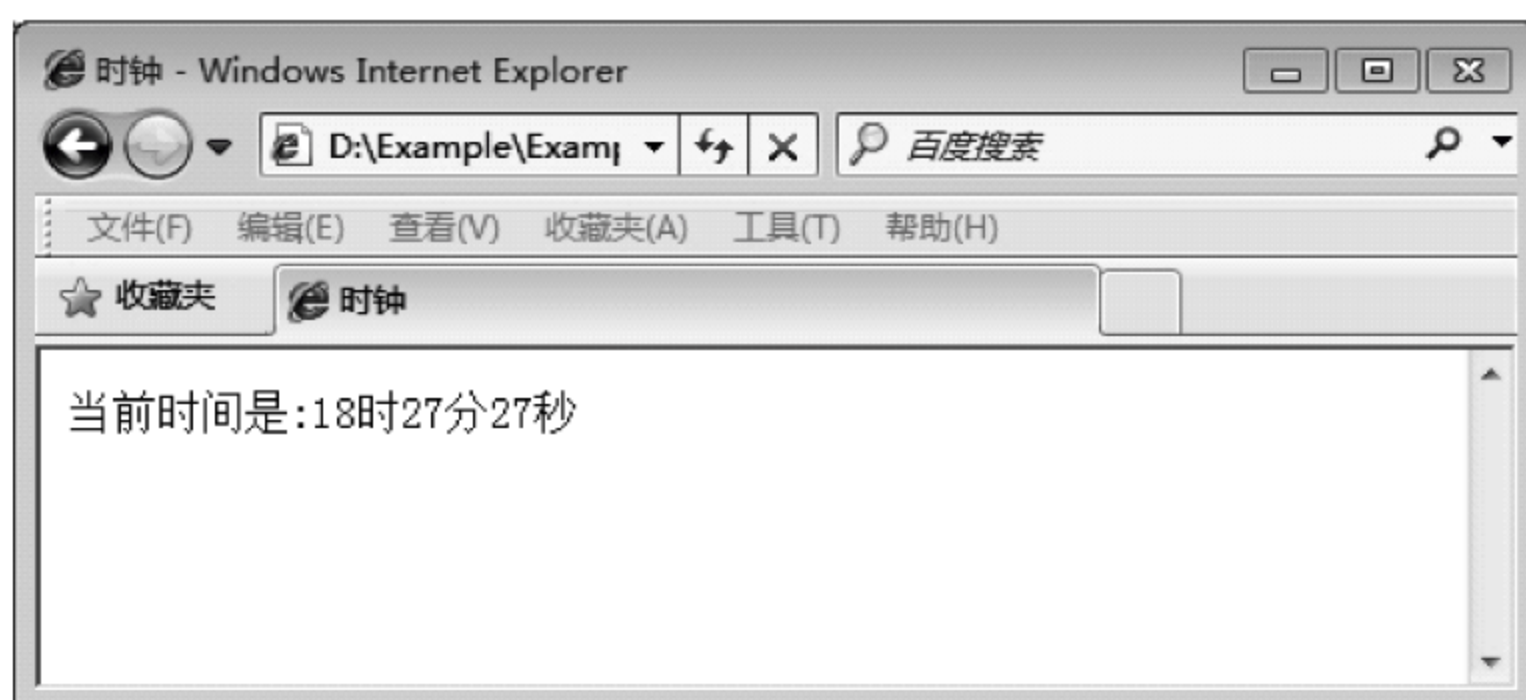 时钟 - Windows Internet Explorer
D:\Example\Examp 百度搜索
文件(F) 编辑(E) 查看(V) 收藏夹(A) 工具(T) 帮助(H)
收藏夹 时钟
当前时间是:18时27分27秒